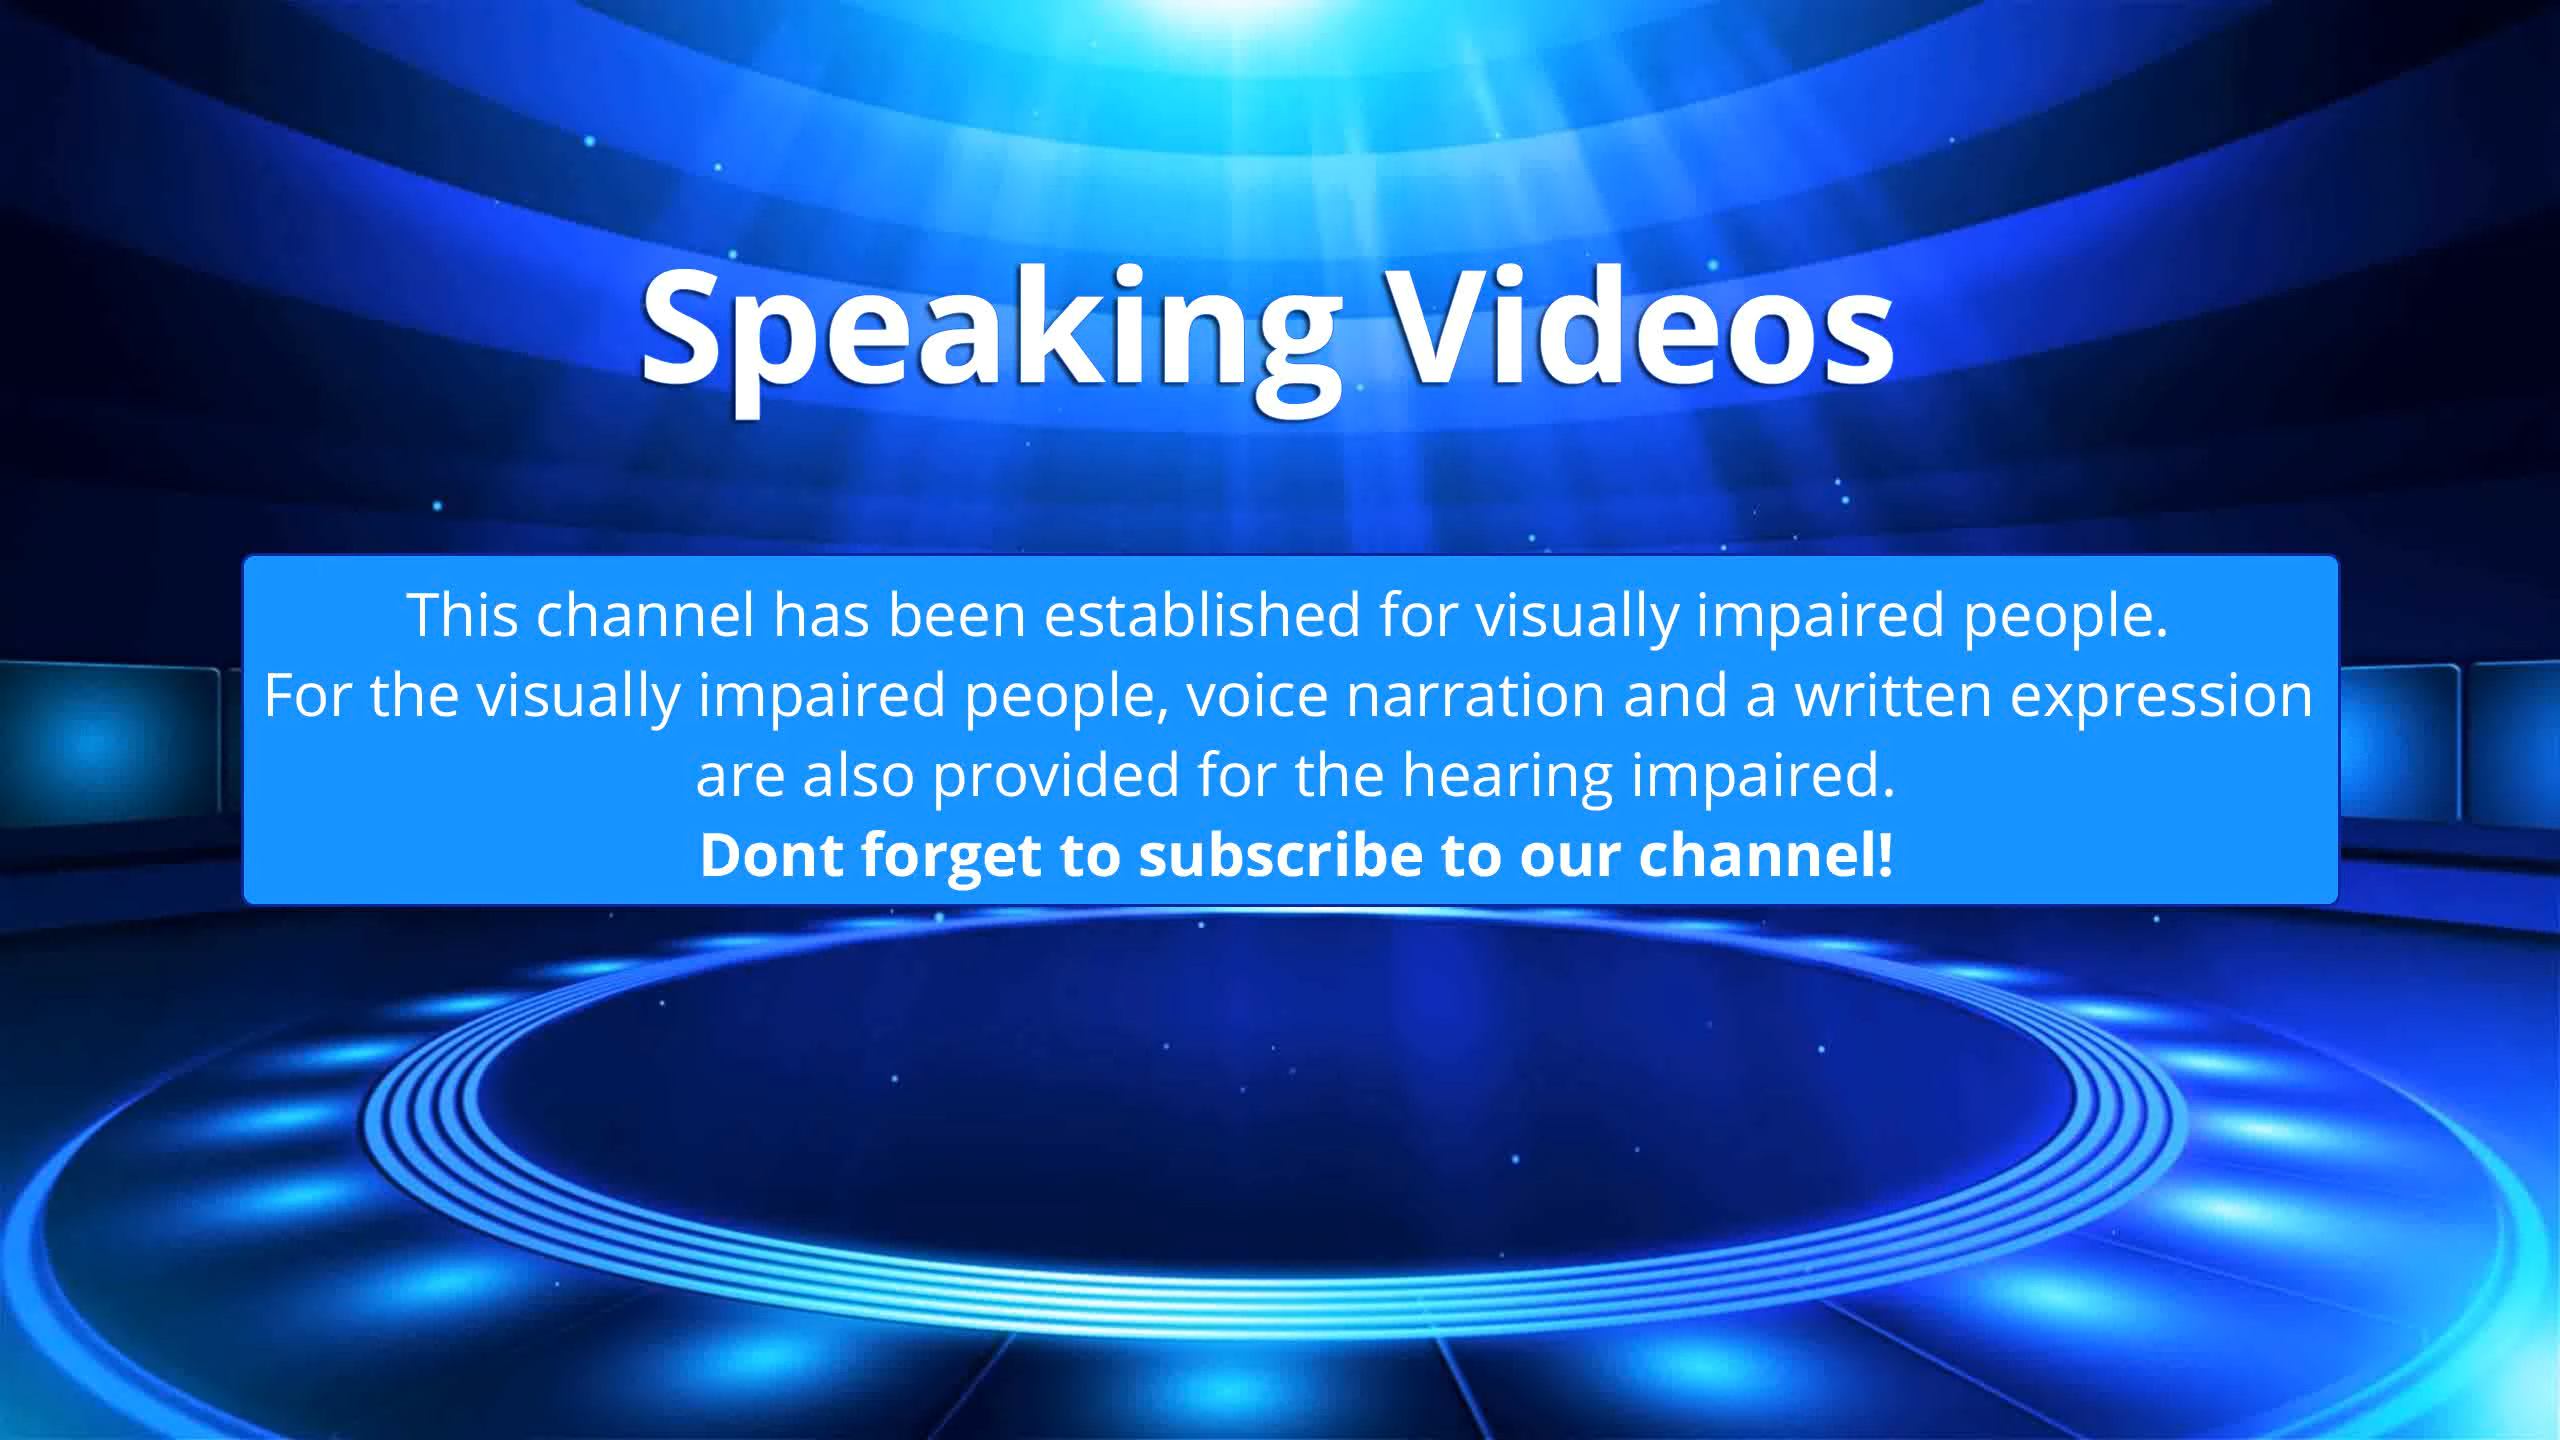 Speaking Videos
This channel has been established for visually impaired people.
For the visually impaired people, voice narration and a written expression
are also provided for the hearing impaired.
Dont forget to subscribe to our channel!